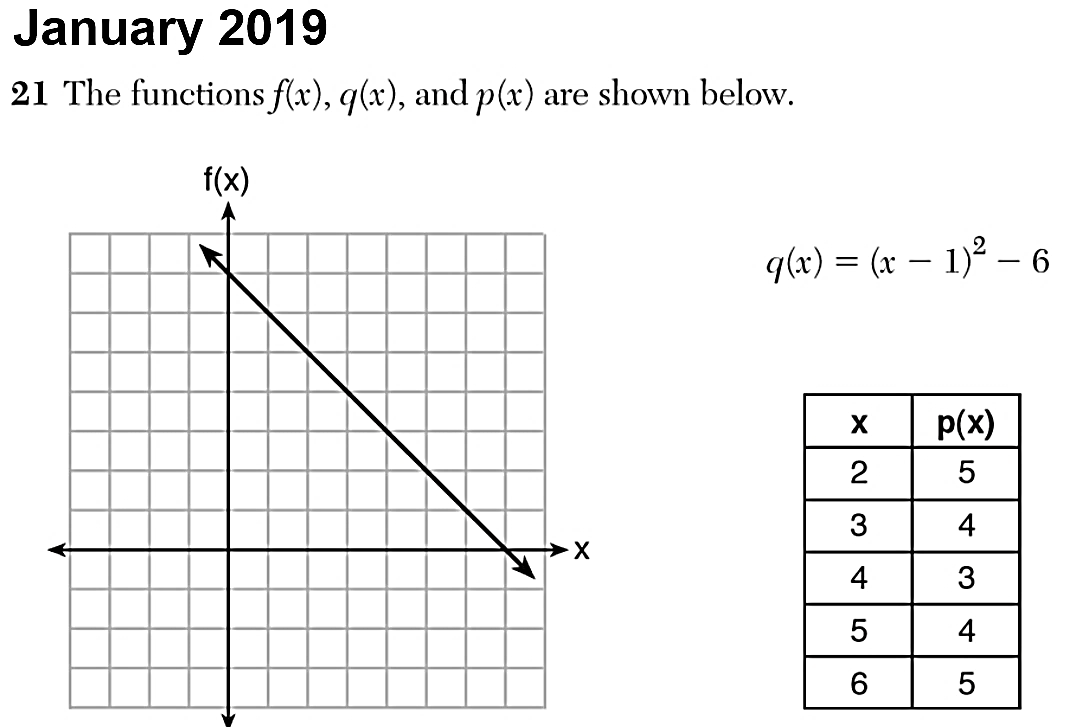 January 2019
21 The functions f(x), q(x), and p(x) are shown below.
f(x)
x
q(x) = (x − 1)² − 6
x p(x)
2 5
3 4
4 3
5 4
6 5